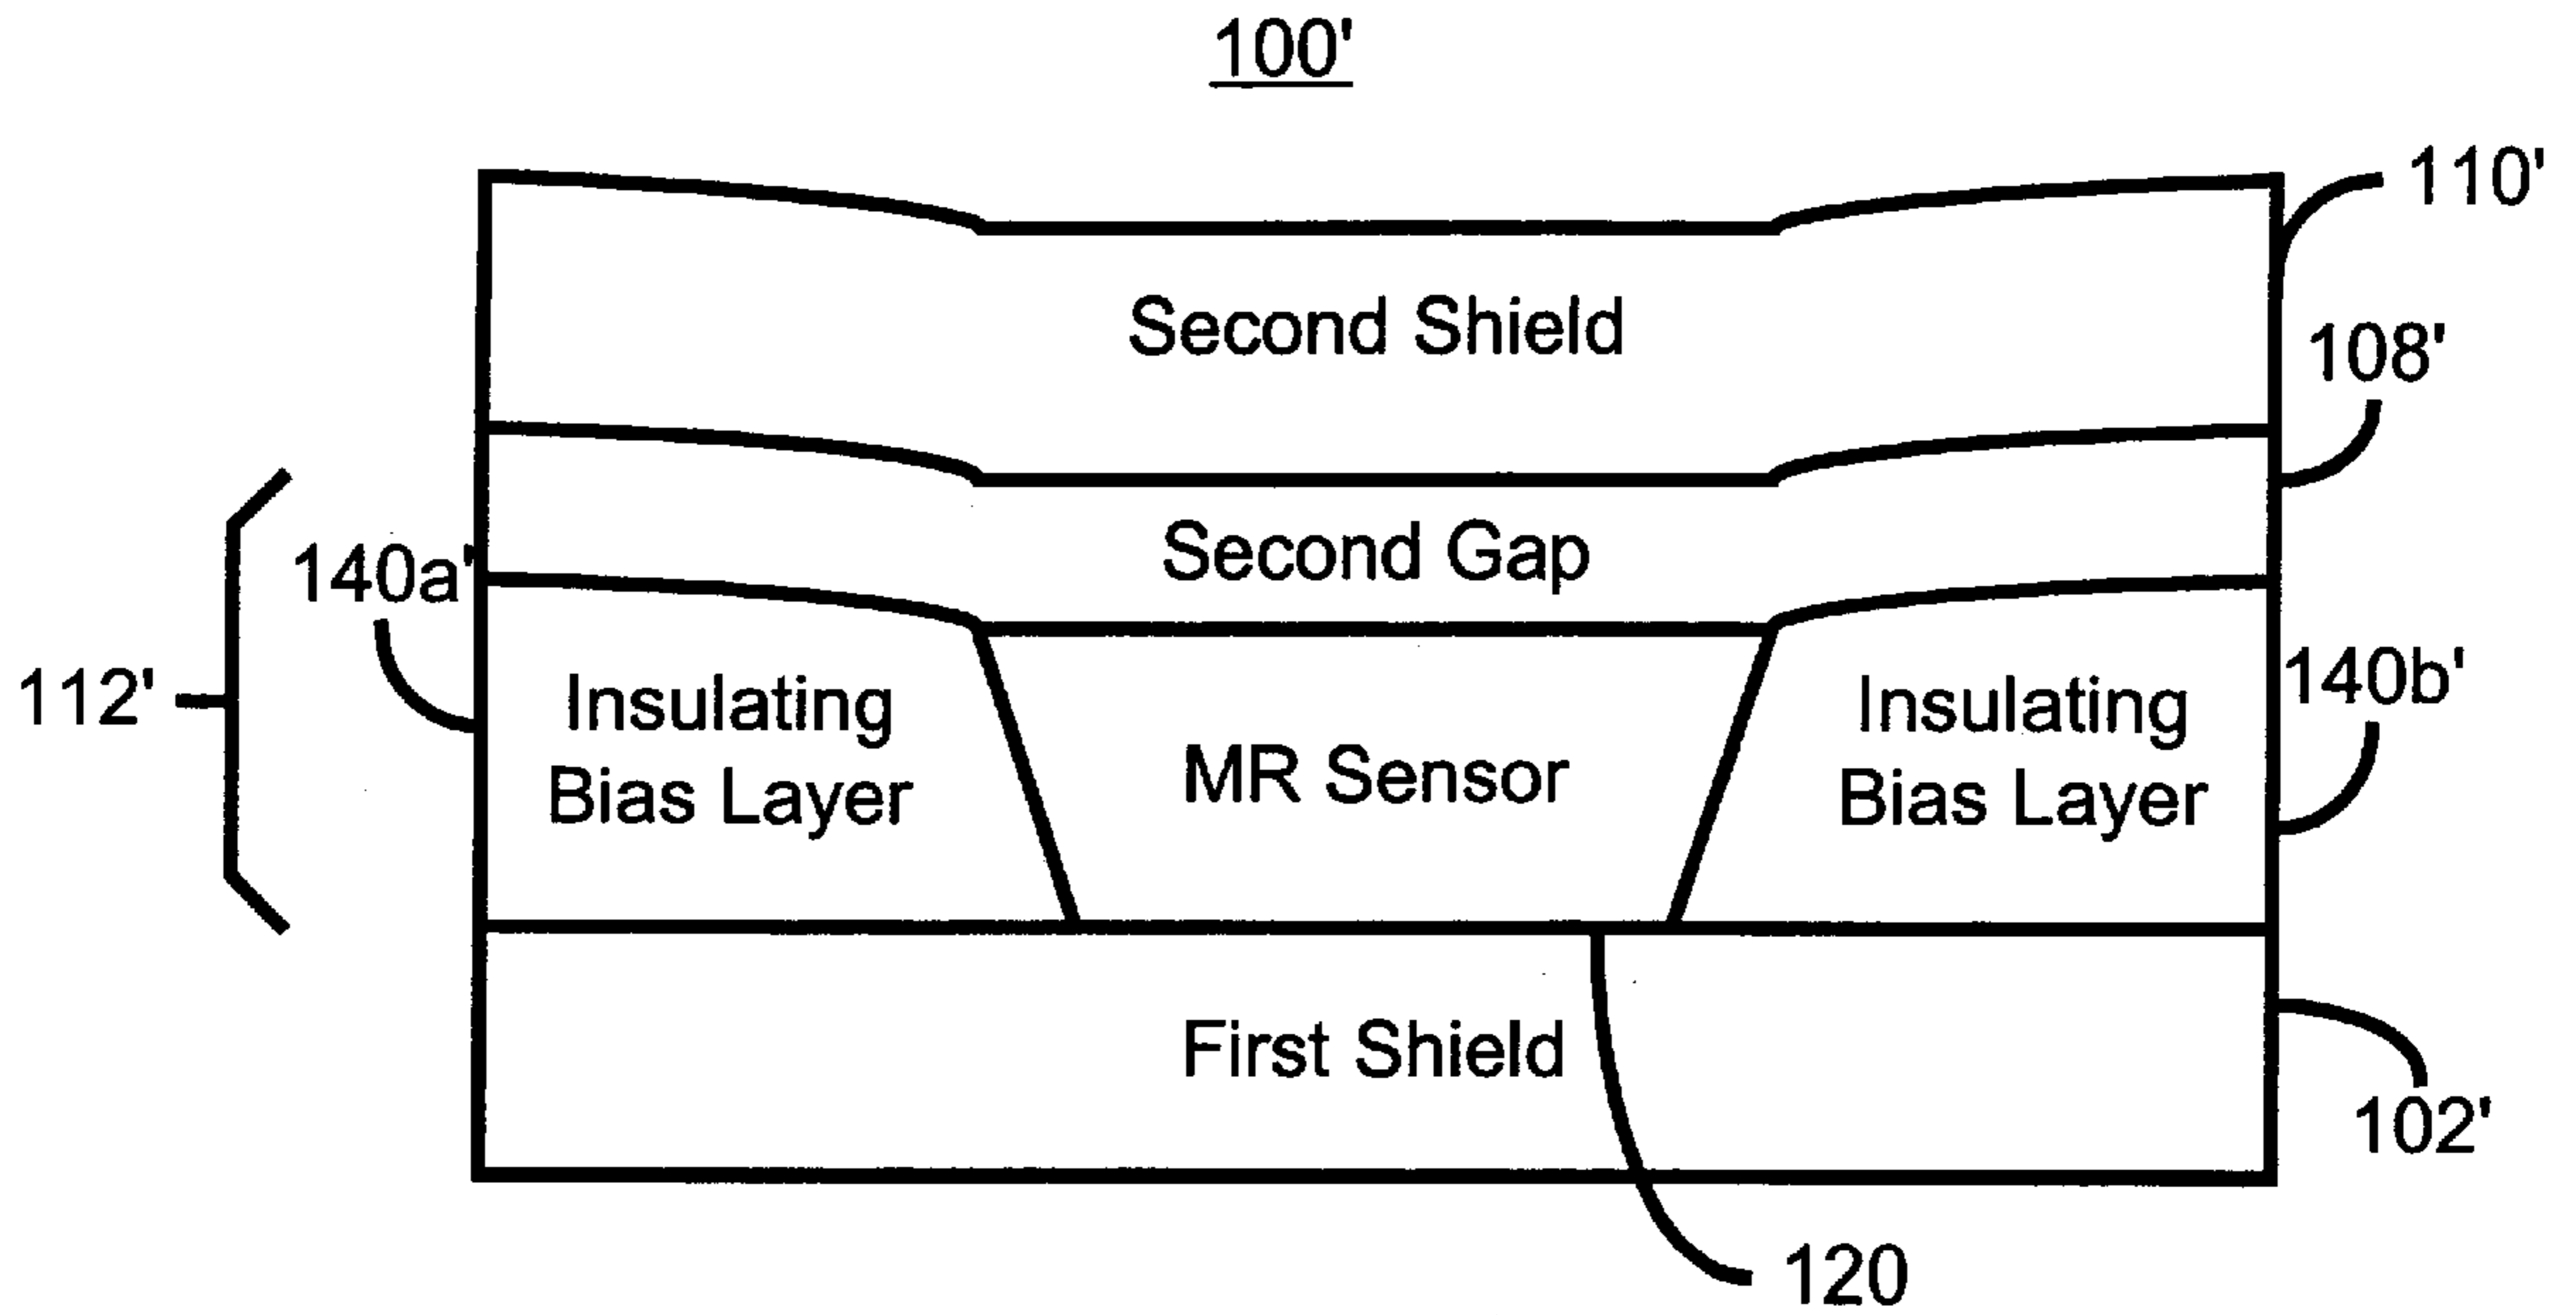 100'
110'
Second Shield
108'
Second Gap
140a'
112'
Insulating
Bias Layer
MR Sensor
Insulating
Bias Layer
140b'
First Shield
102'
120